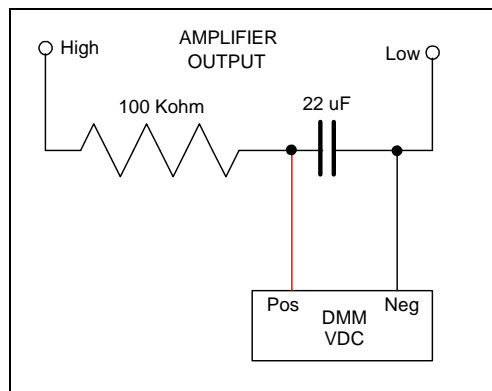 High
AMPLIFIER
OUTPUT
Low
100 Kohm
22 uF
Pos
Neg
DMM
VDC